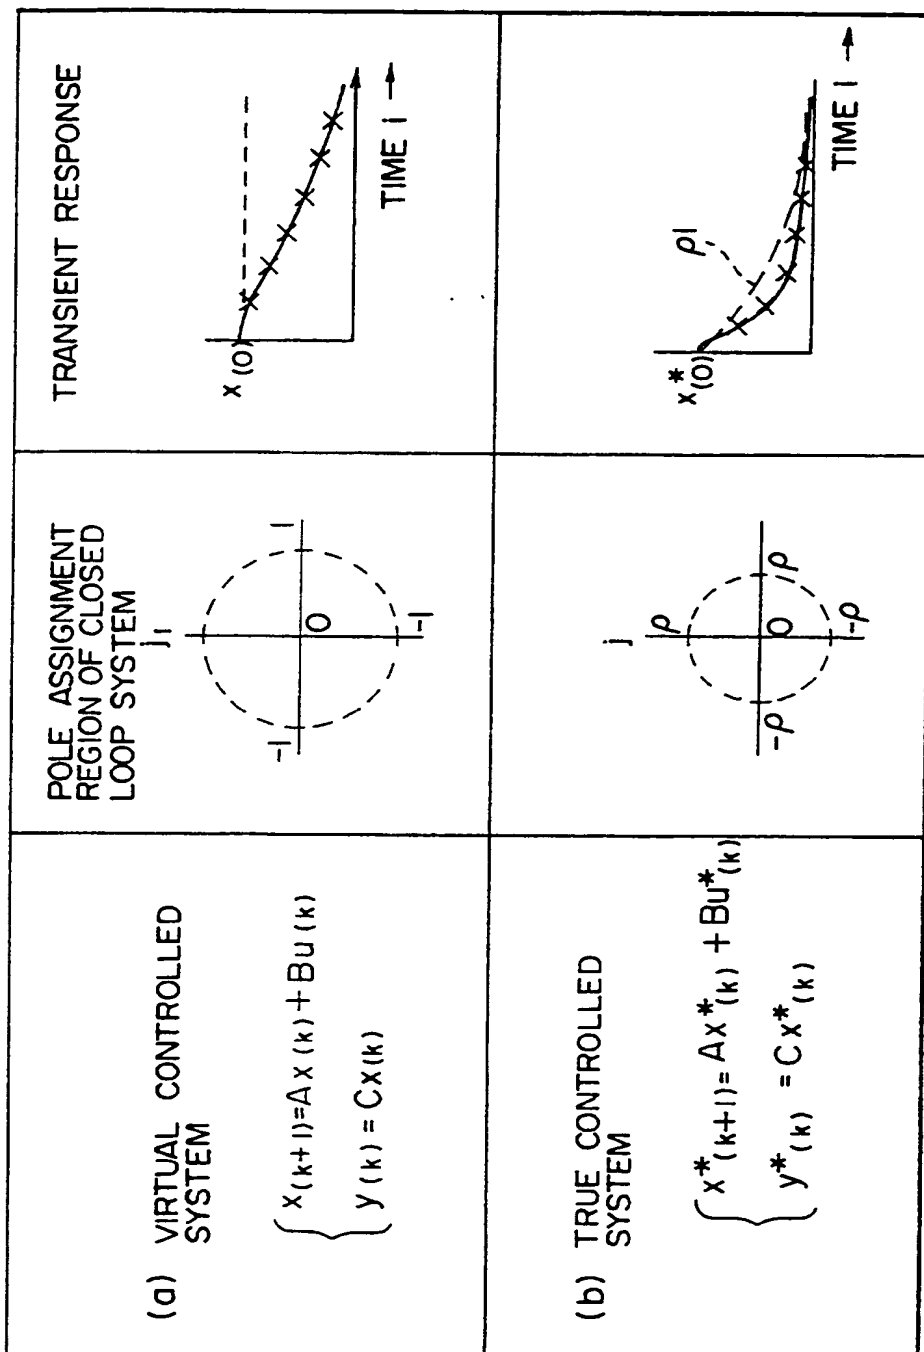 POLE ASSIGNMENT
REGION OF CLOSED
LOOP SYSTEM
TRANSIENT RESPONSE
(a) VIRTUAL CONTROLLED
SYSTEM
x(k+1)=Ax(k)+Bu(k)
y(k)=Cx(k)
j1
-1
1
0
-1
x(0)
TIME i →
(b) TRUE CONTROLLED
SYSTEM
x*(k+1)=Ax*(k)+Bu*(k)
y*(k) =Cx*(k)
j
ρ
-ρ
ρ
0
-ρ
x*(0)
ρi
TIME i →